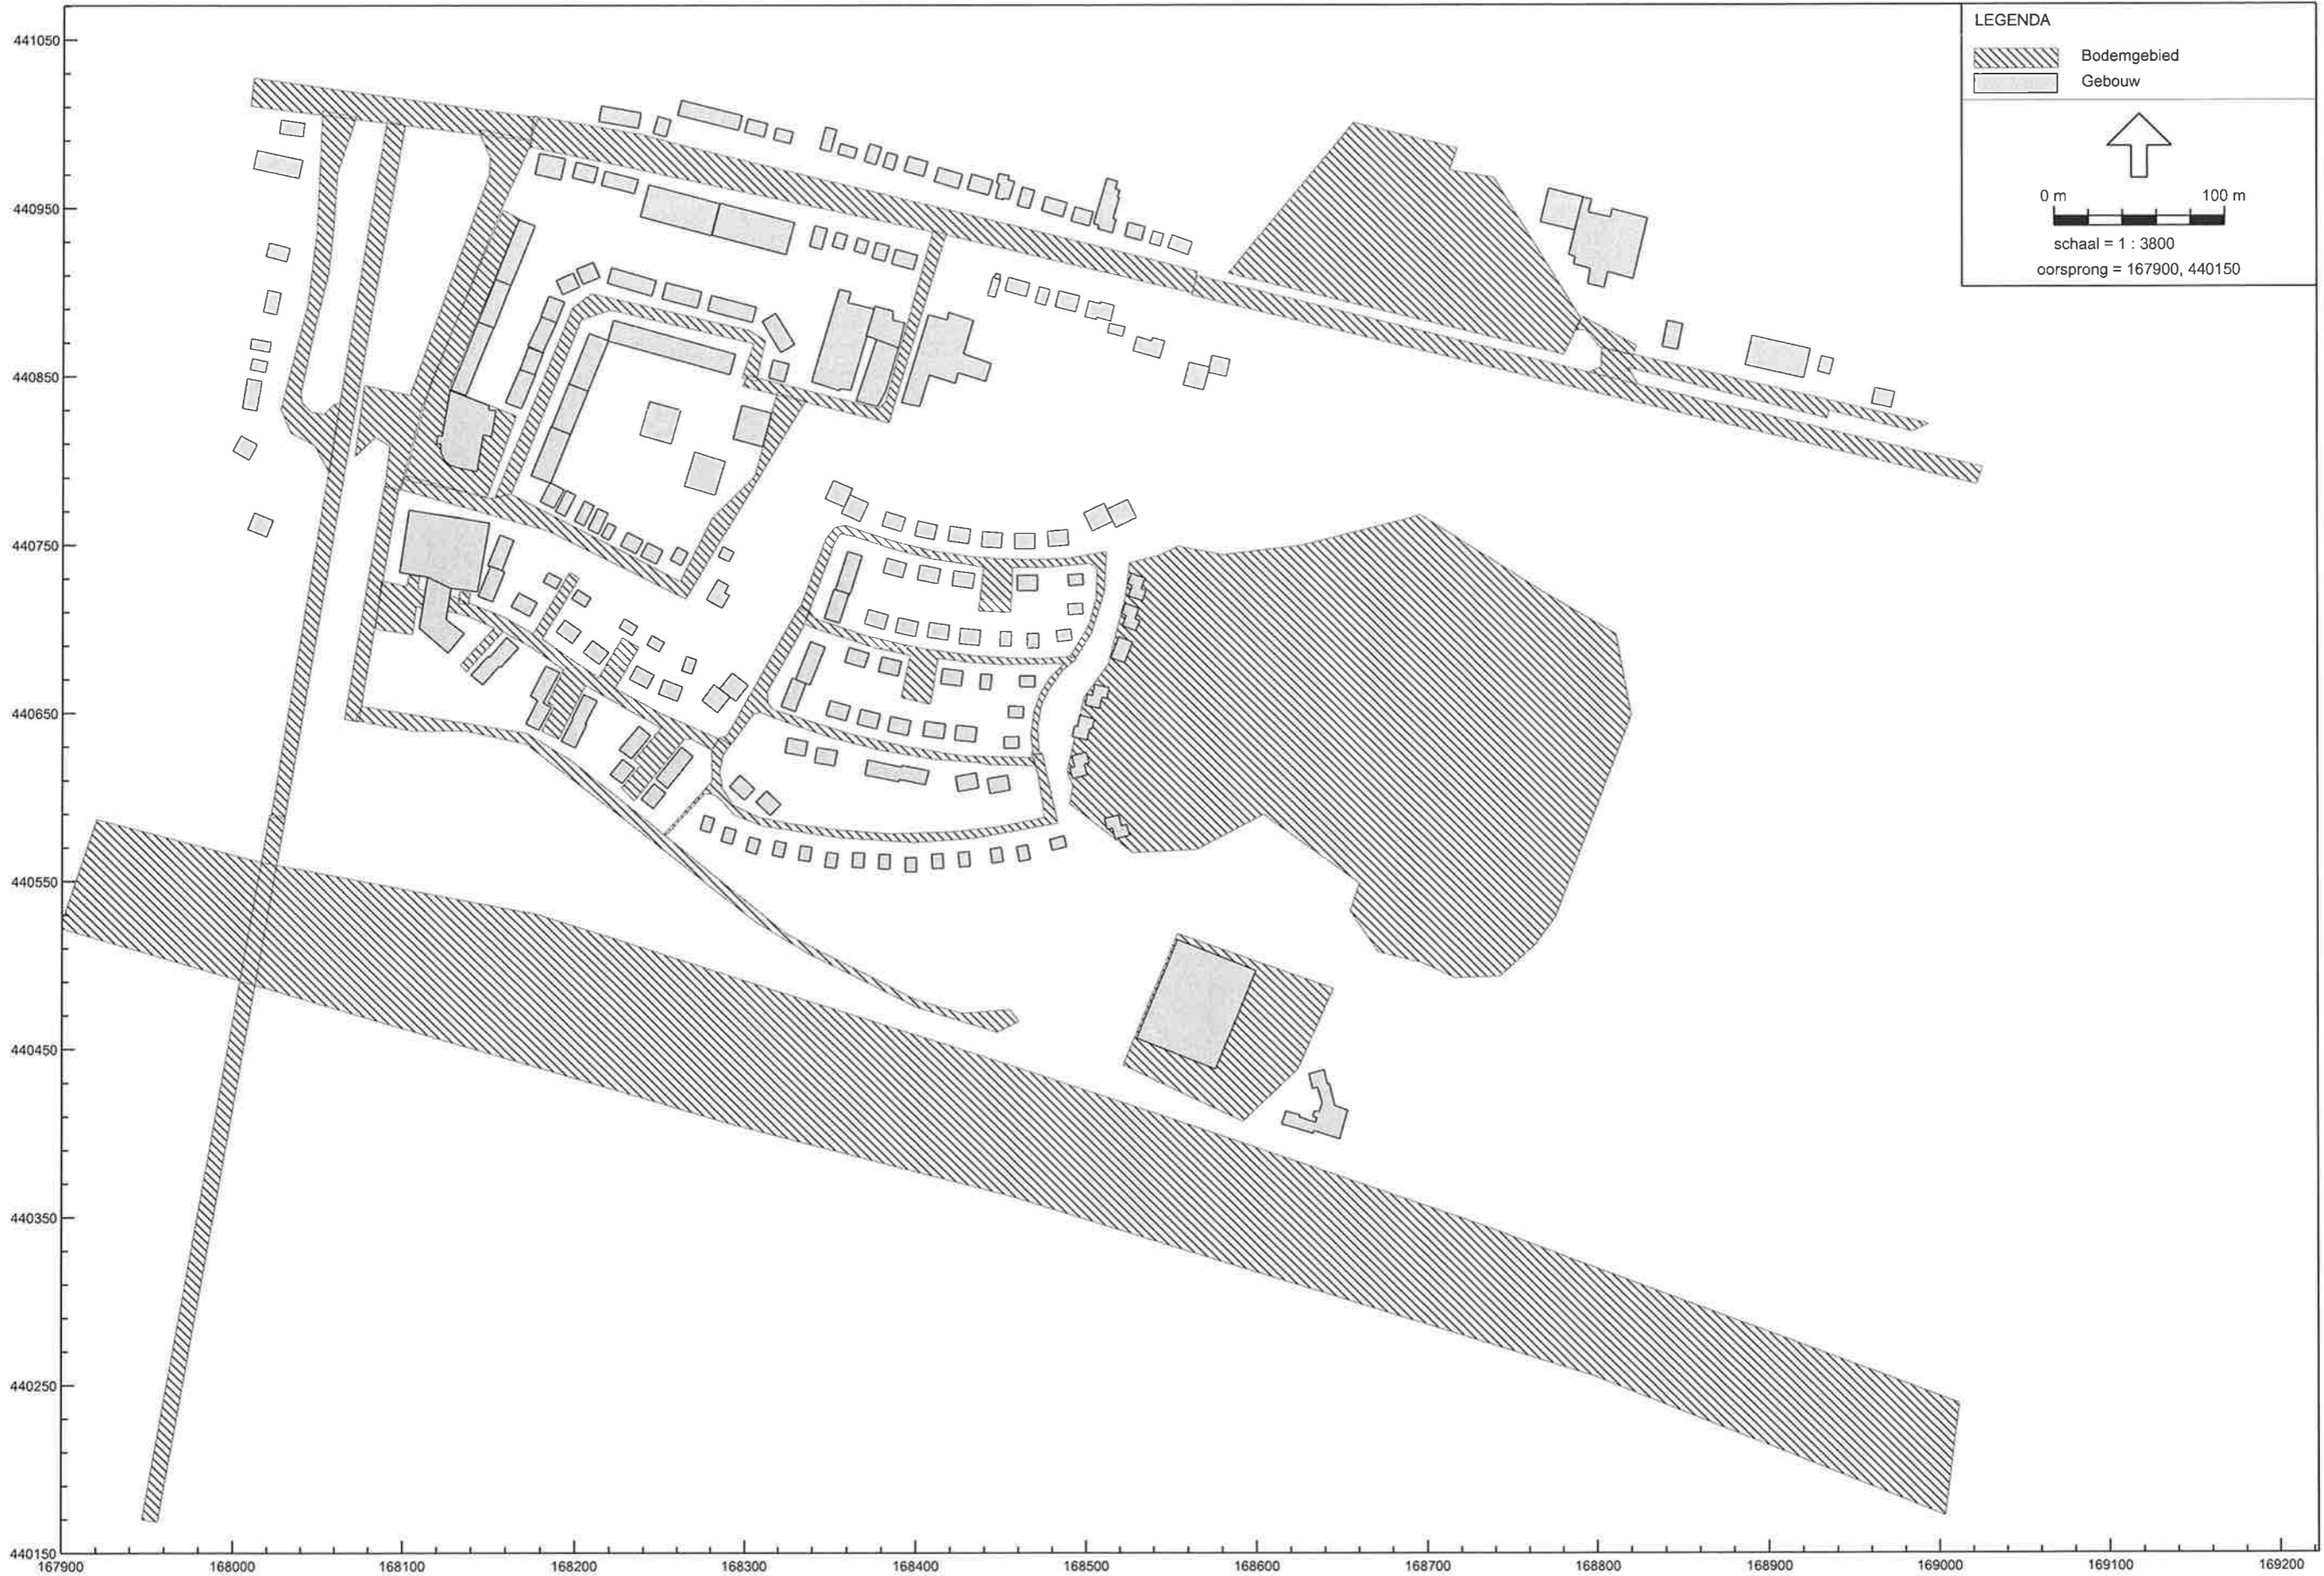 LEGENDA
Bodemgebied
Gebouw
0 m 100 m
schaal = 1 : 3800
oorsprong = 167900, 440150
441050
440950
440850
440750
440650
440550
440450
440350
440250
440150
167900 168000 168100 168200 168300 168400 168500 168600 168700 168800 168900 169000 169100 169200